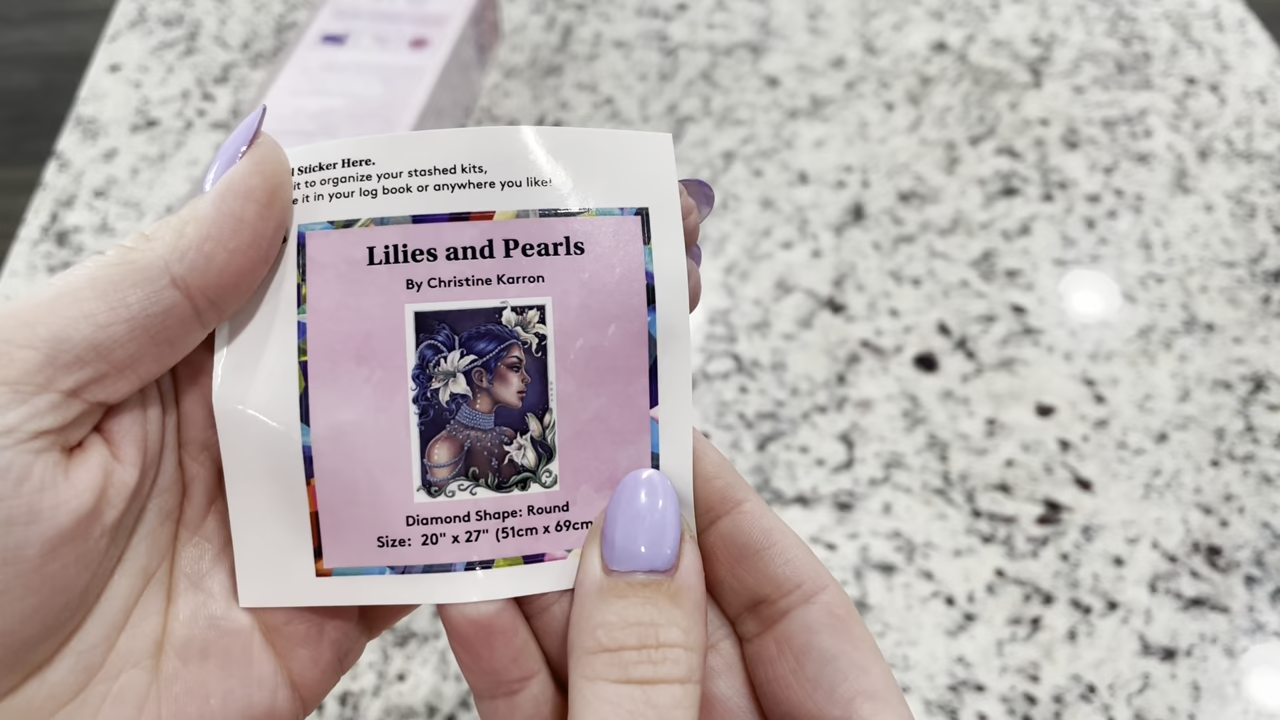 Sticker Here.
it to organize your stashed kits,
it in your log book or anywhere you like!
Lilies and Pearls
By Christine Karron
Diamond Shape: Round
Size: 20" x 27" (51cm x 69cm